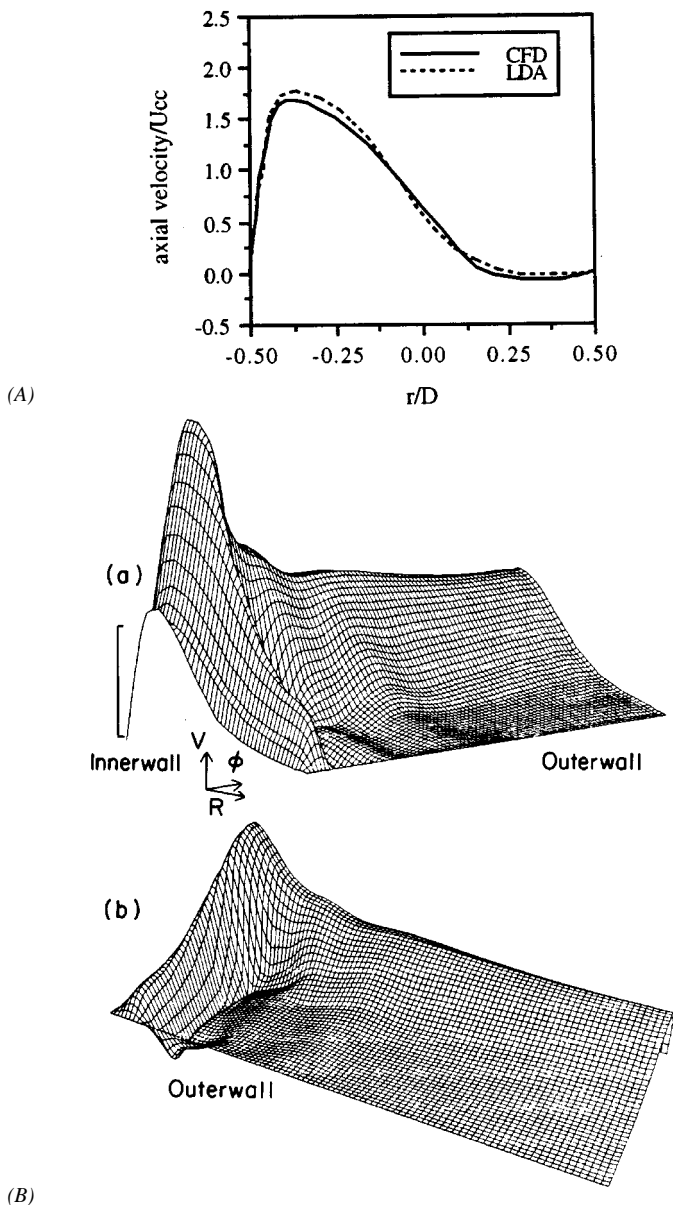 2.5
2.0
1.5
1.0
0.5
0.0
-0.5
axial velocity/Ucc
CFD
LDA
-0.50 -0.25 0.00 0.25 0.50
r/D
(A)
(a)
V
ϕ
R
Innerwall
Outerwall
(b)
Outerwall
(B)